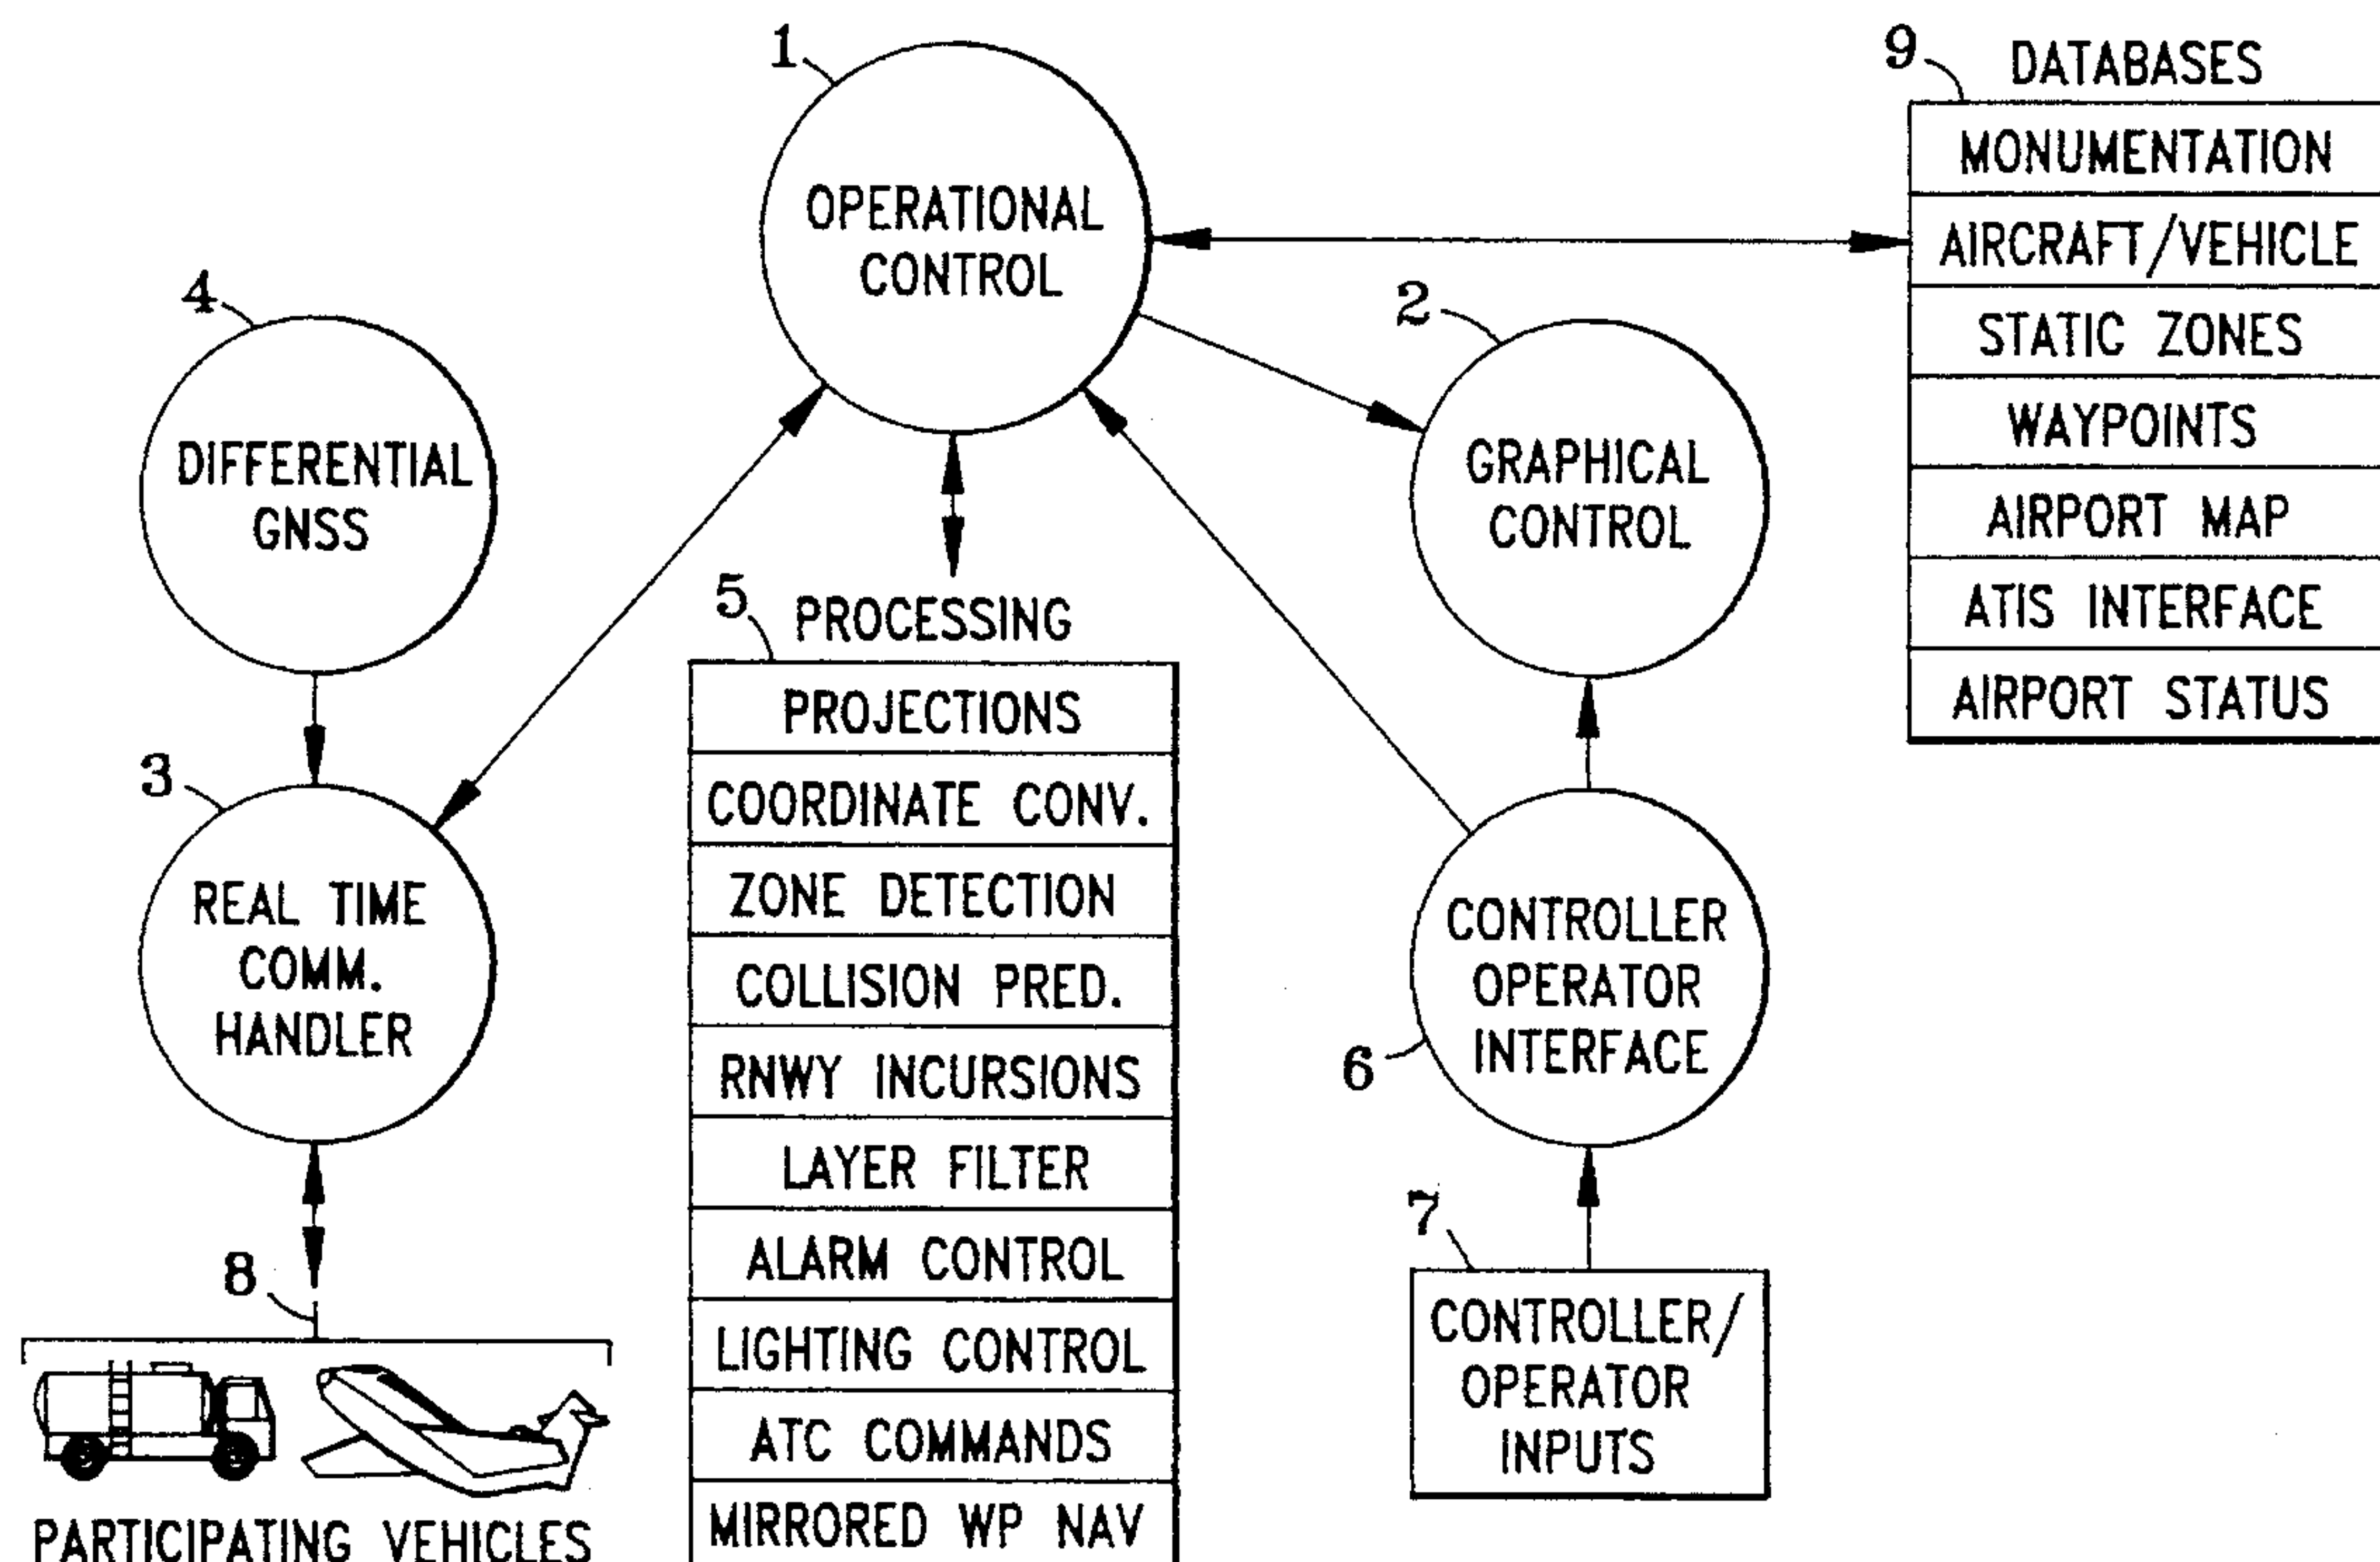 1
OPERATIONAL
CONTROL
9
DATABASES
MONUMENTATION
AIRCRAFT/VEHICLE
STATIC ZONES
WAYPOINTS
AIRPORT MAP
ATIS INTERFACE
AIRPORT STATUS
4
DIFFERENTIAL
GNSS
2
GRAPHICAL
CONTROL
3
REAL TIME
COMM.
HANDLER
5
PROCESSING
PROJECTIONS
COORDINATE CONV.
ZONE DETECTION
COLLISION PRED.
RNWY INCURSIONS
LAYER FILTER
ALARM CONTROL
LIGHTING CONTROL
ATC COMMANDS
MIRRORED WP NAV
CONTROLLER
OPERATOR
INTERFACE
6
7
CONTROLLER/
OPERATOR
INPUTS
8
PARTICIPATING VEHICLES